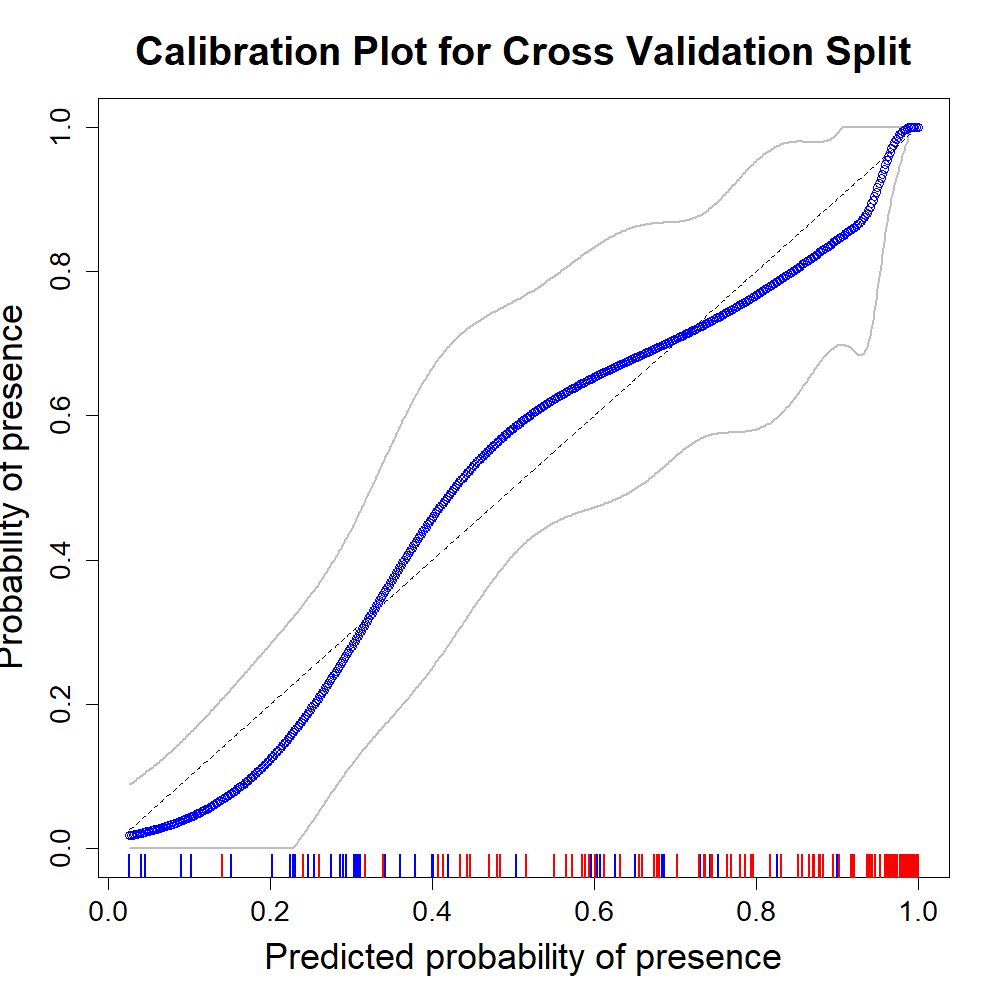 Calibration Plot for Cross Validation Split
Probability of presence
1.0
0.8
0.6
0.4
0.2
0.0
0.0 0.2 0.4 0.6 0.8 1.0
Predicted probability of presence